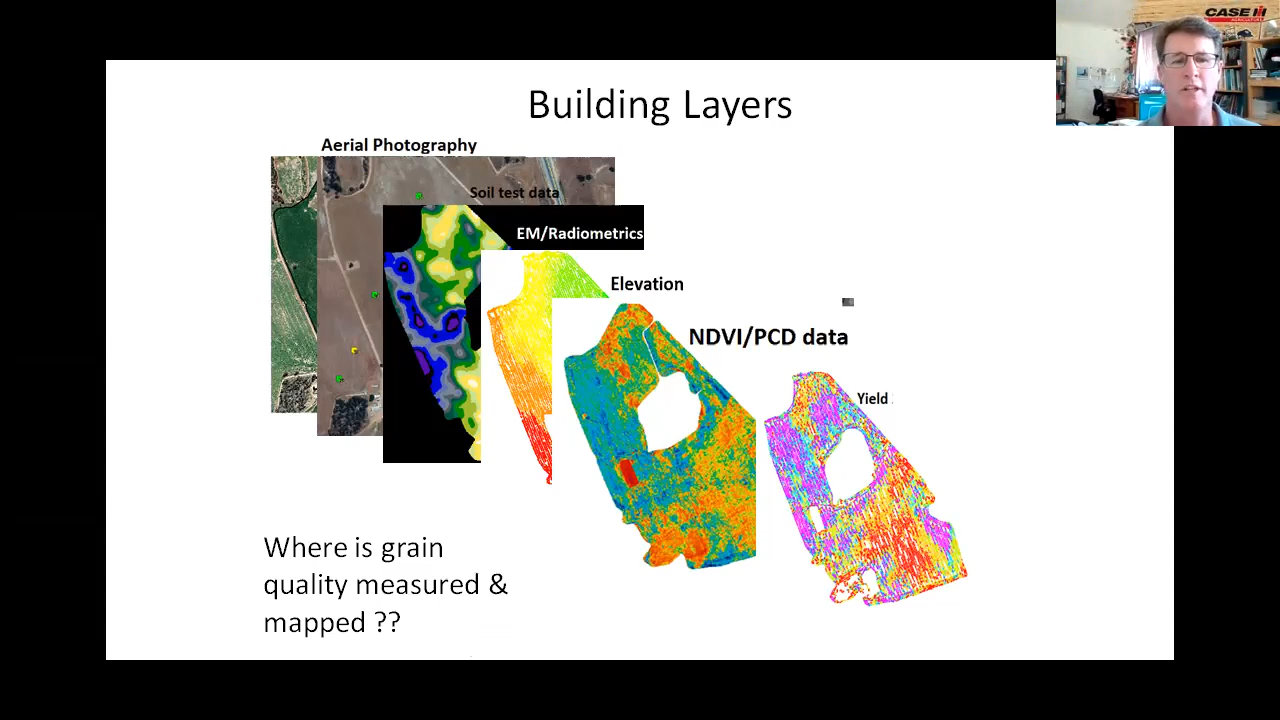 CASE IH
AGRICULTURE
Building Layers
Aerial Photography
Soil test data
EM/Radiometrics
Elevation
NDVI/PCD data
Yield
Where is grain
quality measured &
mapped ??